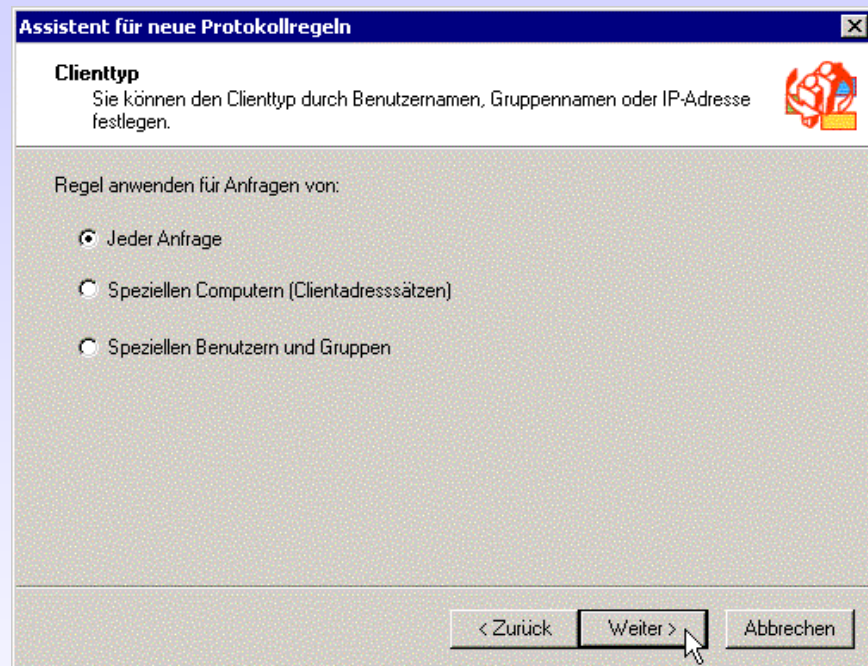 Assistent für neue Protokollregeln
Clienttyp
Sie können den Clienttyp durch Benutzernamen, Gruppennamen oder IP-Adresse
festlegen.
Regel anwenden für Anfragen von:
Jeder Anfrage
Speziellen Computern (Clientadresssätzen)
Speziellen Benutzern und Gruppen
< Zurück Weiter > Abbrechen